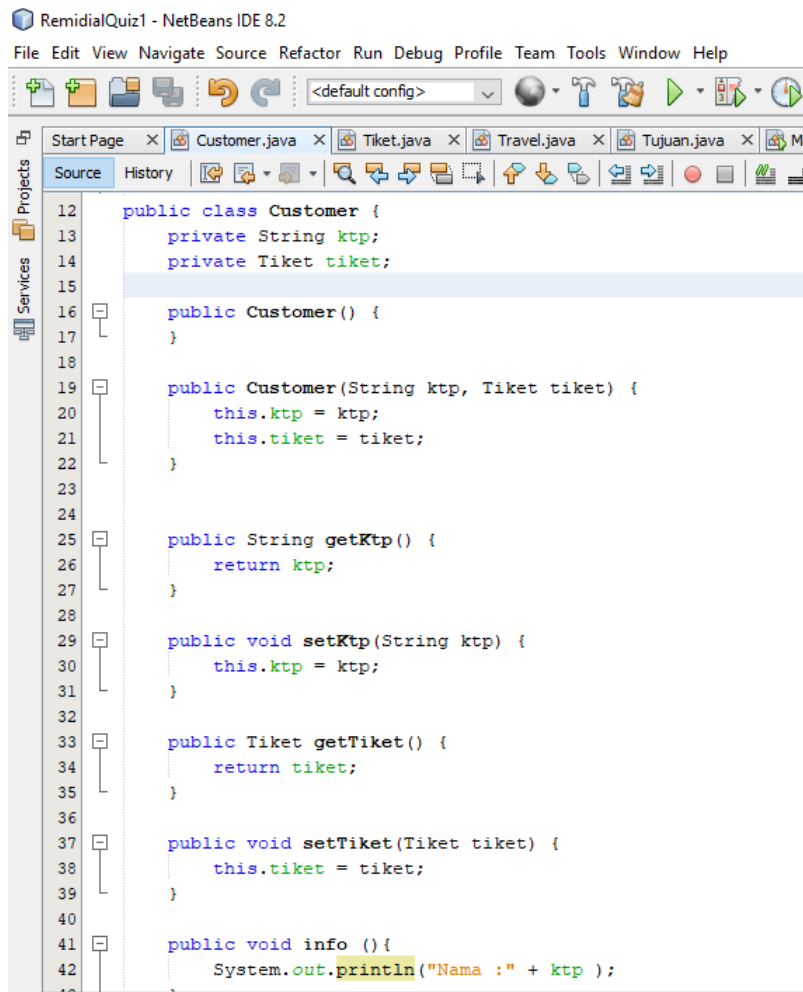 RemidialQuiz1 - NetBeans IDE 8.2
File Edit View Navigate Source Refactor Run Debug Profile Team Tools Window Help
<default config>
Start Page Customer.java Tiket.java Travel.java Tujuan.java M
Source History
Projects
Services
12 public class Customer {
13 private String ktp;
14 private Tiket tiket;
15
16 public Customer() {
17 }
18
19 public Customer(String ktp, Tiket tiket) {
20 this.ktp = ktp;
21 this.tiket = tiket;
22 }
23
24
25 public String getKtp() {
26 return ktp;
27 }
28
29 public void setKtp(String ktp) {
30 this.ktp = ktp;
31 }
32
33 public Tiket getTiket() {
34 return tiket;
35 }
36
37 public void setTiket(Tiket tiket) {
38 this.tiket = tiket;
39 }
40
41 public void info (){
42 System.out.println("Nama :" + ktp );